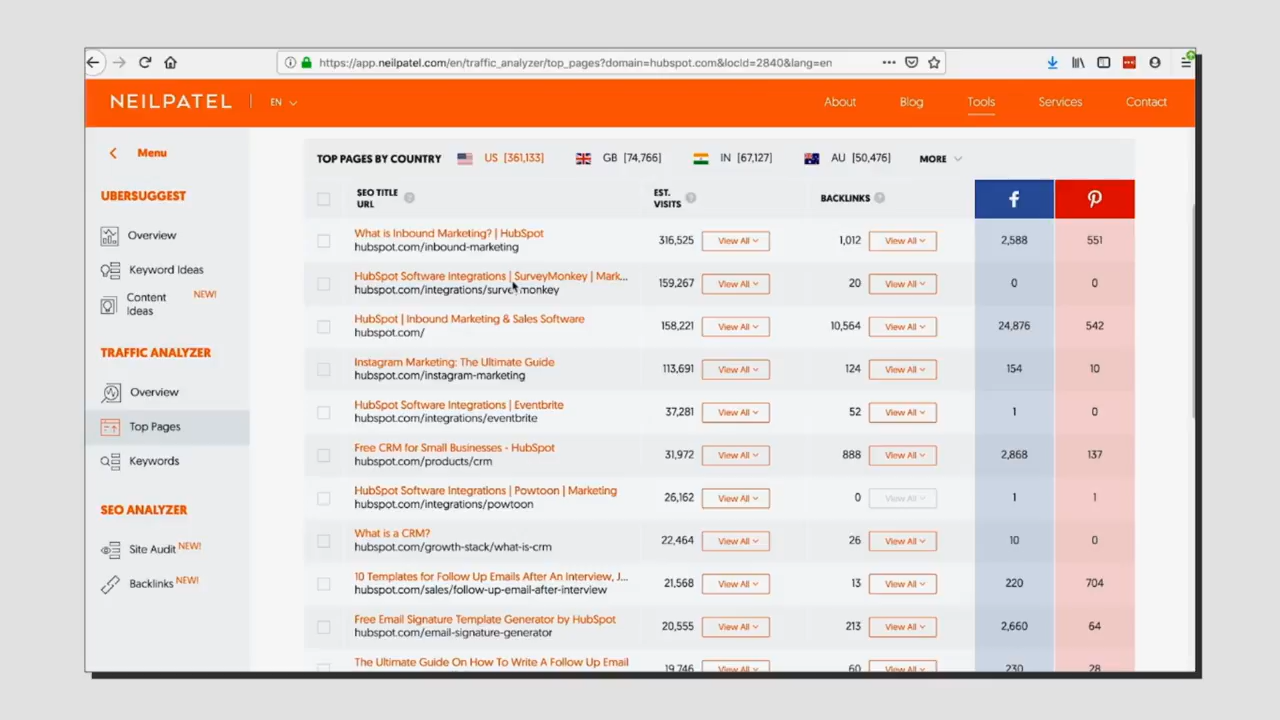 https://app.neilpatel.com/en/traffic_analyzer/top_pages?domain=hubspot.com&locId=2840&lang=en
NEILPATEL EN About Blog Tools Services Contact
Menu
UBERSUGGEST
Overview
Keyword Ideas
Content Ideas NEW!
TRAFFIC ANALYZER
Overview
Top Pages
Keywords
SEO ANALYZER
Site Audit NEW!
Backlinks NEW!
TOP PAGES BY COUNTRY US [361,133] GB [74,766] IN [67,127] AU [50,476] MORE
SEO TITLE EST. BACKLINKS
URL VISITS
What is Inbound Marketing? | HubSpot
hubspot.com/inbound-marketing
316,525 View All 1,012 View All 2,588 551
HubSpot Software Integrations | SurveyMonkey | Mark...
hubspot.com/integrations/surveymonkey
159,267 View All 20 View All 0 0
HubSpot | Inbound Marketing & Sales Software
hubspot.com/
158,221 View All 10,564 View All 24,876 542
Instagram Marketing: The Ultimate Guide
hubspot.com/instagram-marketing
113,691 View All 124 View All 154 10
HubSpot Software Integrations | Eventbrite
hubspot.com/integrations/eventbrite
37,281 View All 52 View All 1 0
Free CRM for Small Businesses - HubSpot
hubspot.com/products/crm
31,972 View All 888 View All 2,868 137
HubSpot Software Integrations | Powtoon | Marketing
hubspot.com/integrations/powtoon
26,162 View All 0 View All 1 1
What is a CRM?
hubspot.com/growth-stack/what-is-crm
22,464 View All 26 View All 10 0
10 Templates for Follow Up Emails After An Interview, J...
hubspot.com/sales/follow-up-email-after-interview
21,568 View All 13 View All 220 704
Free Email Signature Template Generator by HubSpot
hubspot.com/email-signature-generator
20,555 View All 213 View All 2,660 64
The Ultimate Guide On How To Write A Follow Up Email
19,746 View All 60 View All 230 28